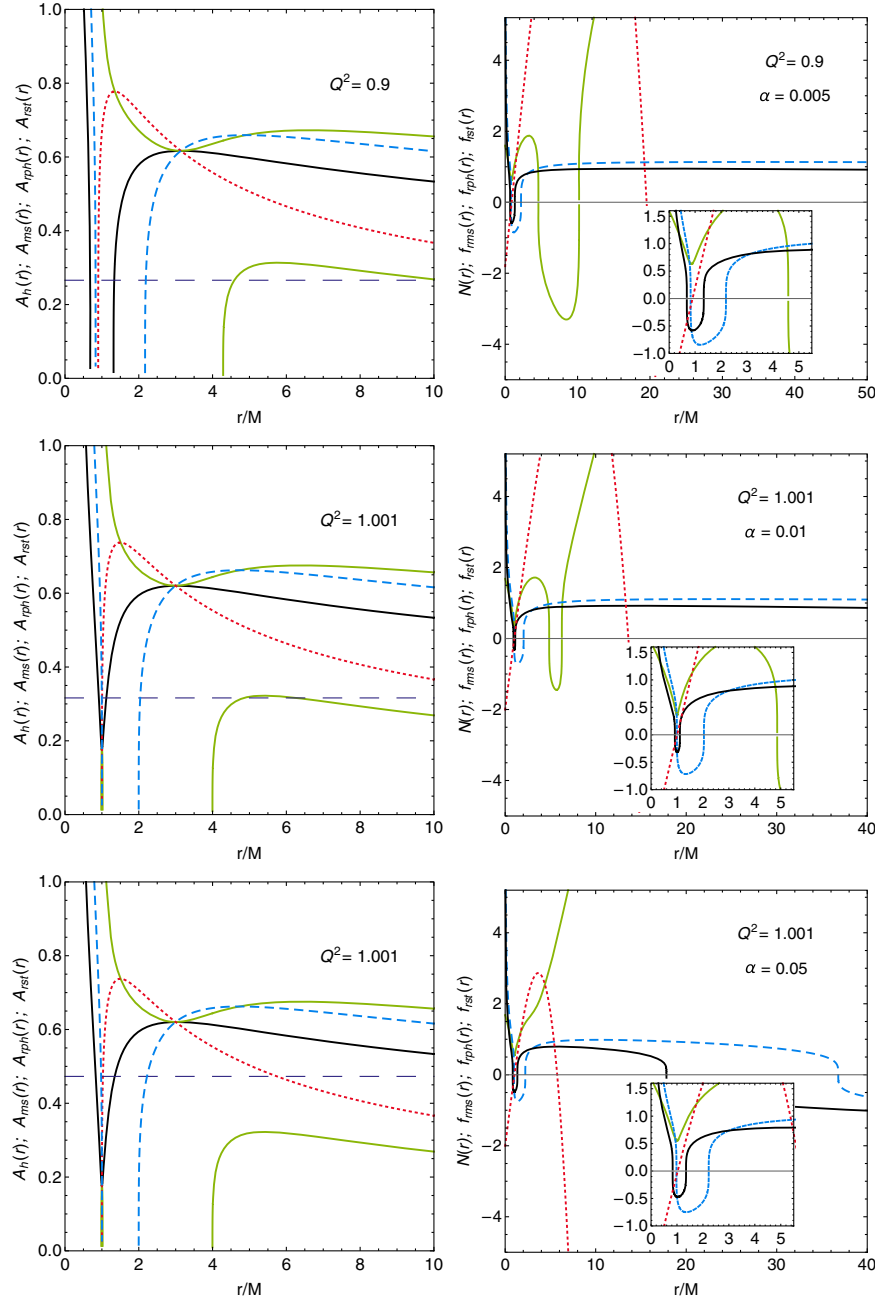 A_h(r); A_ms(r); A_rph(r); A_rst(r)
1.0
0.8
0.6
0.4
0.2
0.0
Q² = 0.9
0 2 4 6 8 10
r/M
N(r); f_rms(r); f_rph(r); f_rst(r)
4
2
0
−2
−4
Q² = 0.9
α = 0.005
1.5
1.0
0.5
0.0
−0.5
−1.0
0 1 2 3 4 5
0 10 20 30 40 50
r/M
A_h(r); A_ms(r); A_rph(r); A_rst(r)
1.0
0.8
0.6
0.4
0.2
0.0
Q² = 1.001
0 2 4 6 8 10
r/M
N(r); f_rms(r); f_rph(r); f_rst(r)
4
2
0
−2
−4
Q² = 1.001
α = 0.01
1.5
1.0
0.5
0.0
−0.5
−1.0
0 1 2 3 4 5
0 10 20 30 40
r/M
A_h(r); A_ms(r); A_rph(r); A_rst(r)
1.0
0.8
0.6
0.4
0.2
0.0
Q² = 1.001
0 2 4 6 8 10
r/M
N(r); f_rms(r); f_rph(r); f_rst(r)
4
2
0
−2
−4
Q² = 1.001
α = 0.05
1.5
1.0
0.5
0.0
−0.5
−1.0
0 1 2 3 4 5
0 10 20 30 40
r/M